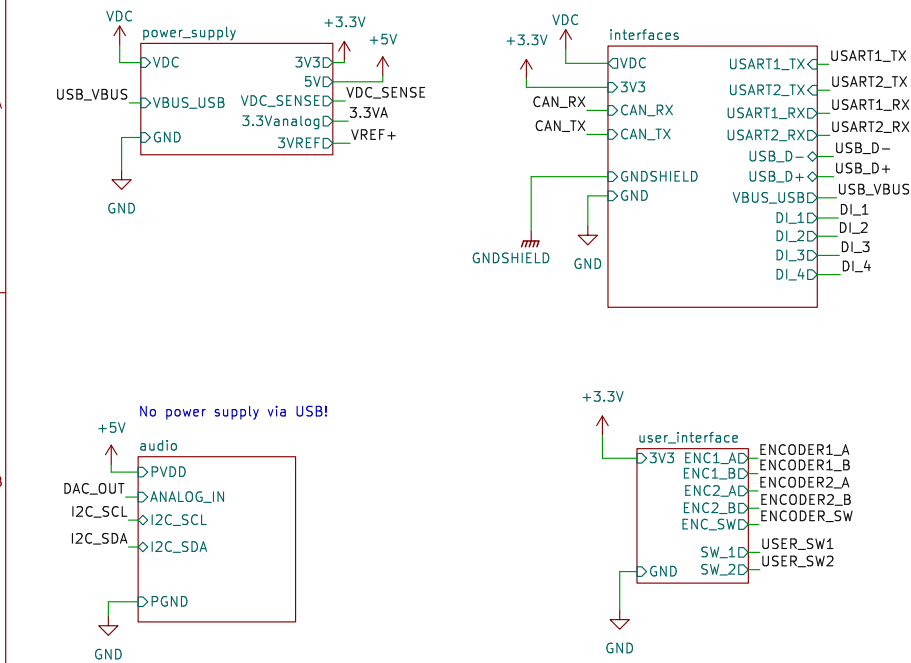 VDC
power_supply
+3.3V
+5V
VDC
3V3
5V
USB_VBUS
VBUS_USB
VDC_SENSE
VDC_SENSE
3.3Vanalog
3.3VA
GND
3VREF
VREF+
GND
VDC
+3.3V
interfaces
VDC
USART1_TX
USART1_TX
3V3
USART2_TX
USART2_TX
CAN_RX
CAN_RX
USART1_RX
USART1_RX
CAN_TX
CAN_TX
USART2_RX
USART2_RX
USB_D-
USB_D-
GNDSHIELD
USB_D+
USB_D+
GND
VBUS_USB
USB_VBUS
DI_1
DI_1
DI_2
DI_2
DI_3
DI_3
DI_4
DI_4
GNDSHIELD
GND
No power supply via USB!
+5V
audio
PVDD
DAC_OUT
ANALOG_IN
I2C_SCL
I2C_SCL
I2C_SDA
I2C_SDA
PGND
GND
+3.3V
user_interface
3V3
ENC1_A
ENCODER1_A
ENC1_B
ENCODER1_B
ENC2_A
ENCODER2_A
ENC2_B
ENCODER2_B
ENC_SW
ENCODER_SW
SW_1
USER_SW1
GND
SW_2
USER_SW2
GND